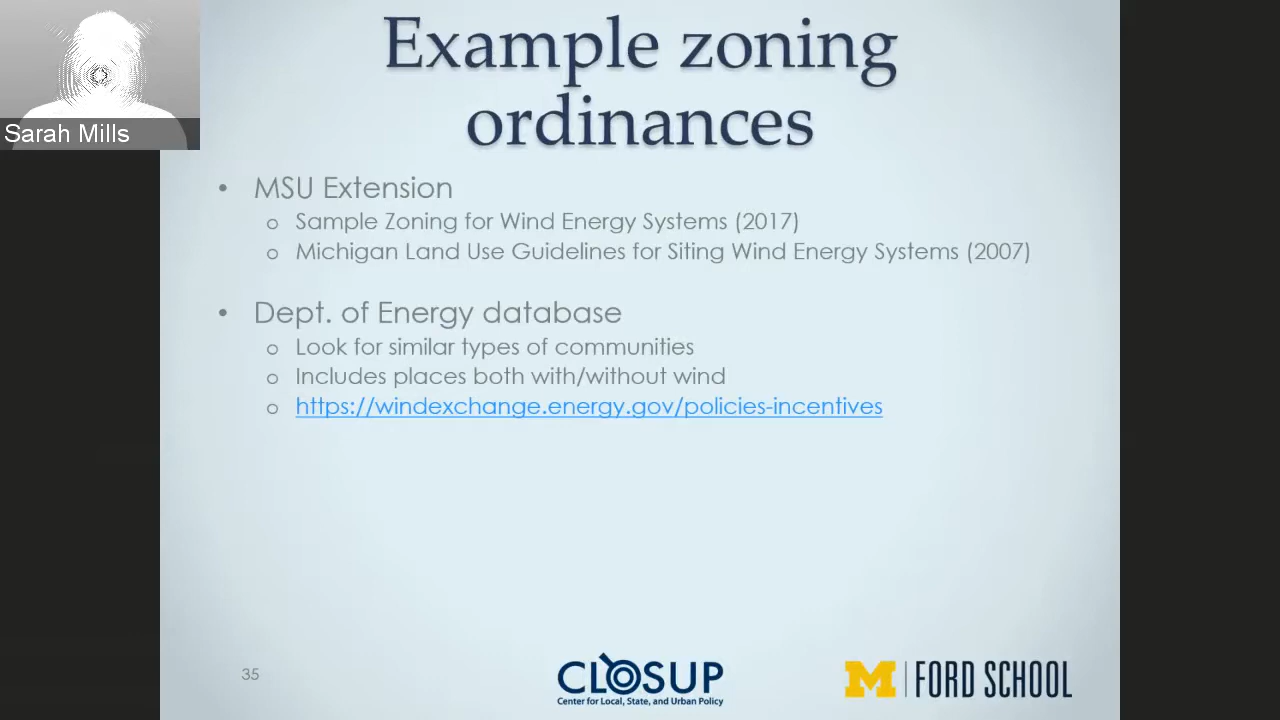 Sarah Mills
Example zoning
ordinances
• MSU Extension
o Sample Zoning for Wind Energy Systems (2017)
o Michigan Land Use Guidelines for Siting Wind Energy Systems (2007)
• Dept. of Energy database
o Look for similar types of communities
o Includes places both with/without wind
o https://windexchange.energy.gov/policies-incentives
35
CLOSUP
Center for Local, State, and Urban Policy
M | FORD SCHOOL